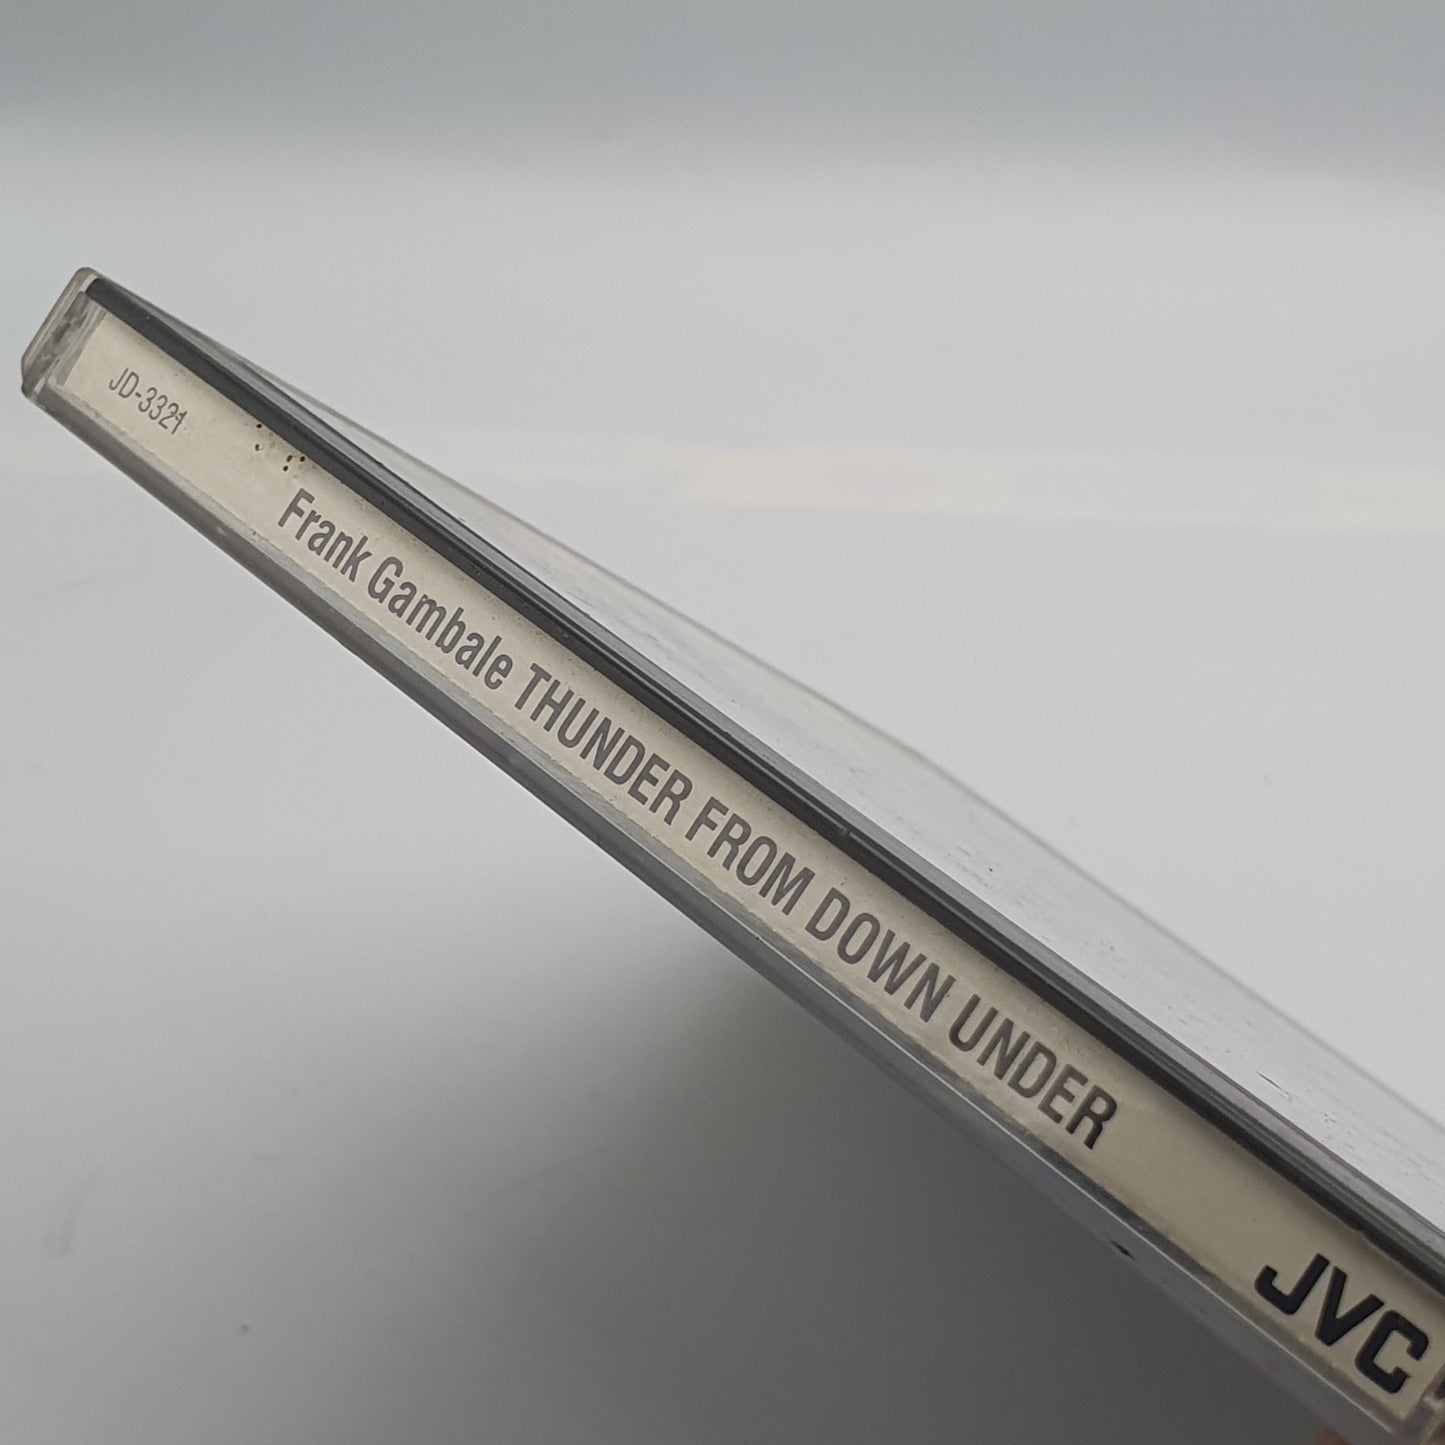 JD-3321
Frank Gambale THUNDER FROM DOWN UNDER
JVC